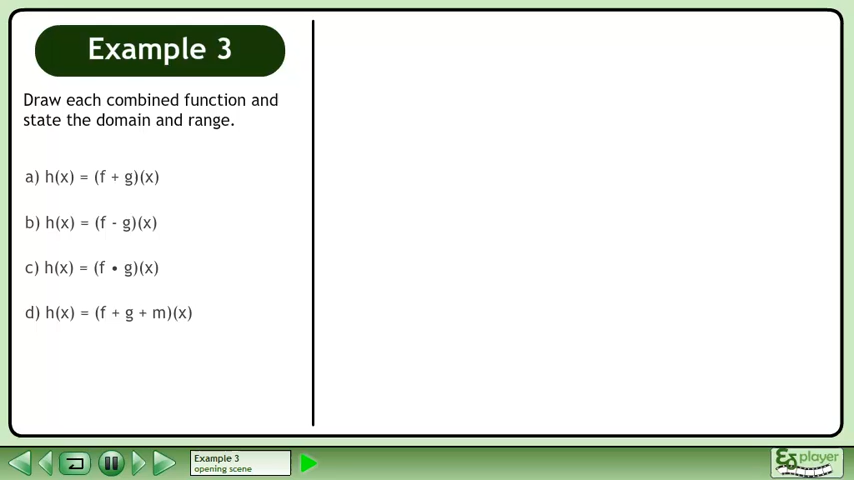 Example 3
Draw each combined function and
state the domain and range.
a) h(x) = (f + g)(x)
b) h(x) = (f - g)(x)
c) h(x) = (f • g)(x)
d) h(x) = (f + g + m)(x)
Example 3
opening scene
player